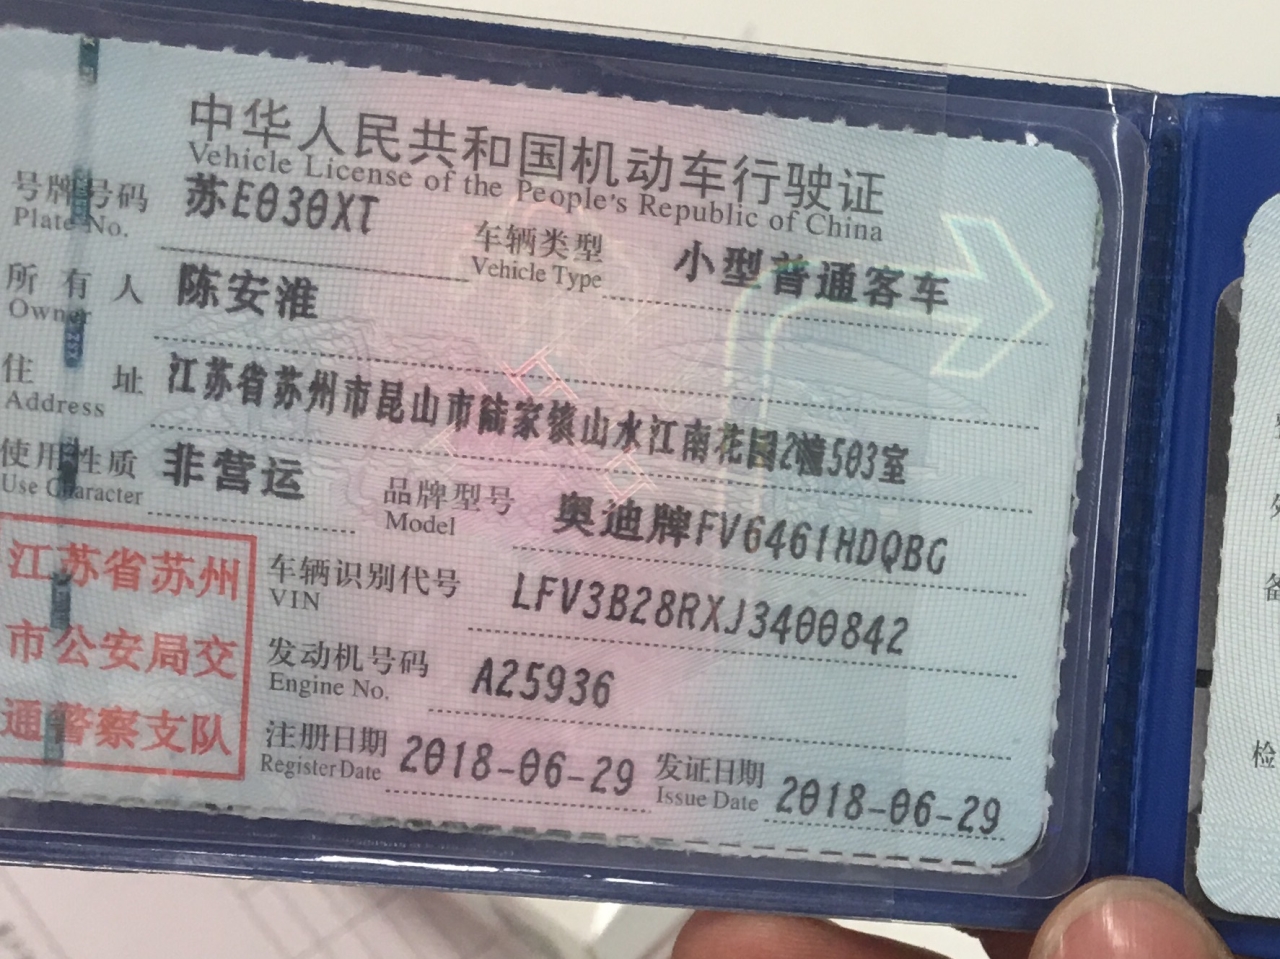 中华人民共和国机动车行驶证
Vehicle License of the People's Republic of China
号牌号码 苏E030XT 车辆类型 小型普通客车
Plate No. Vehicle Type
所有人 陈安淮
Owner
住址 江苏省苏州市昆山市陆家镇山水江南花园2幢503室
Address
使用性质 非营运 品牌型号 奥迪牌FV6461HDQBG
Use Character Model
江苏省苏州
市公安局交
通警察支队
车辆识别代号 LFV3B28RXJ3400842
VIN
发动机号码 A25936
Engine No.
注册日期 2018-06-29 发证日期 2018-06-29
Register Date Issue Date
备
检